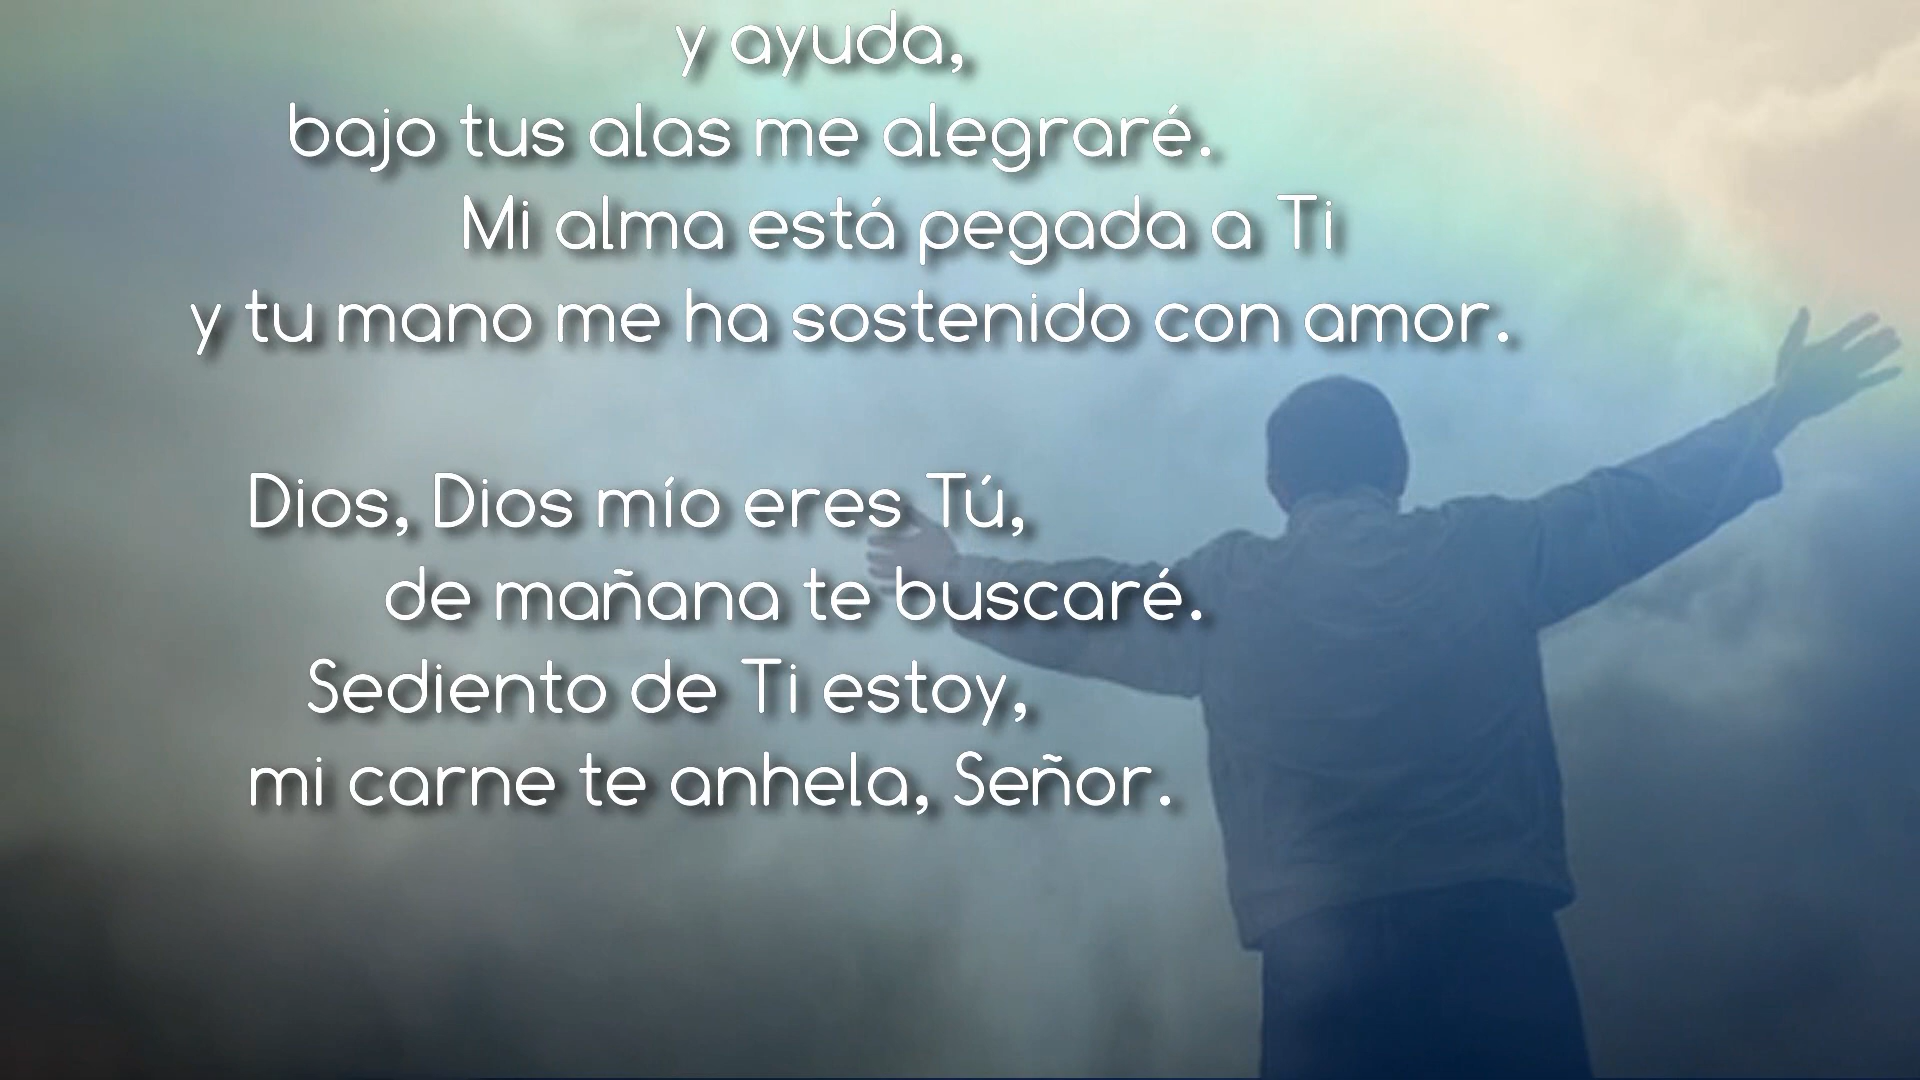 y ayuda,
bajo tus alas me alegraré.
Mi alma está pegada a Ti
y tu mano me ha sostenido con amor.
Dios, Dios mío eres Tú,
de mañana te buscaré.
Sediento de Ti estoy,
mi carne te anhela, Señor.